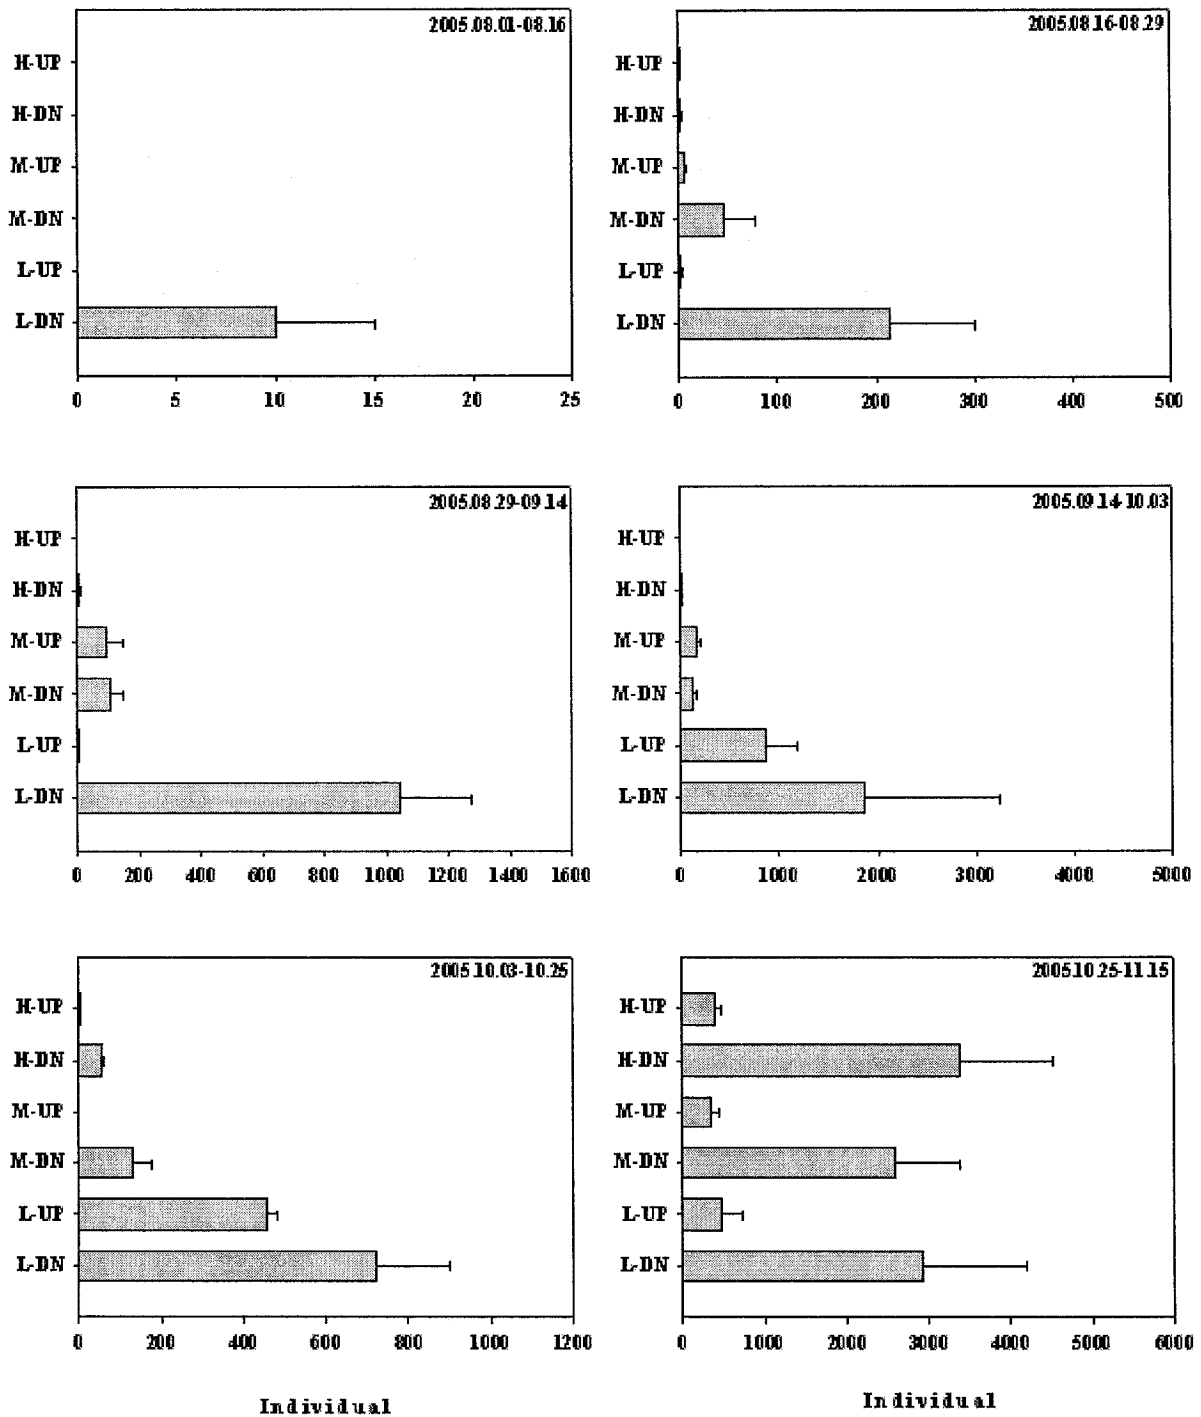 2005.08.01-08.16
H-UP
H-DN
M-UP
M-DN
L-UP
L-DN
0 5 10 15 20 25
2005.08.16-08.29
H-UP
H-DN
M-UP
M-DN
L-UP
L-DN
0 100 200 300 400 500
2005.08.29-09.14
H-UP
H-DN
M-UP
M-DN
L-UP
L-DN
0 200 400 600 800 1000 1200 1400 1600
2005.09.14-10.03
H-UP
H-DN
M-UP
M-DN
L-UP
L-DN
0 1000 2000 3000 4000 5000
2005.10.03-10.25
H-UP
H-DN
M-UP
M-DN
L-UP
L-DN
0 200 400 600 800 1000 1200
Individual
2005.10.25-11.15
H-UP
H-DN
M-UP
M-DN
L-UP
L-DN
0 1000 2000 3000 4000 5000 6000
Individual